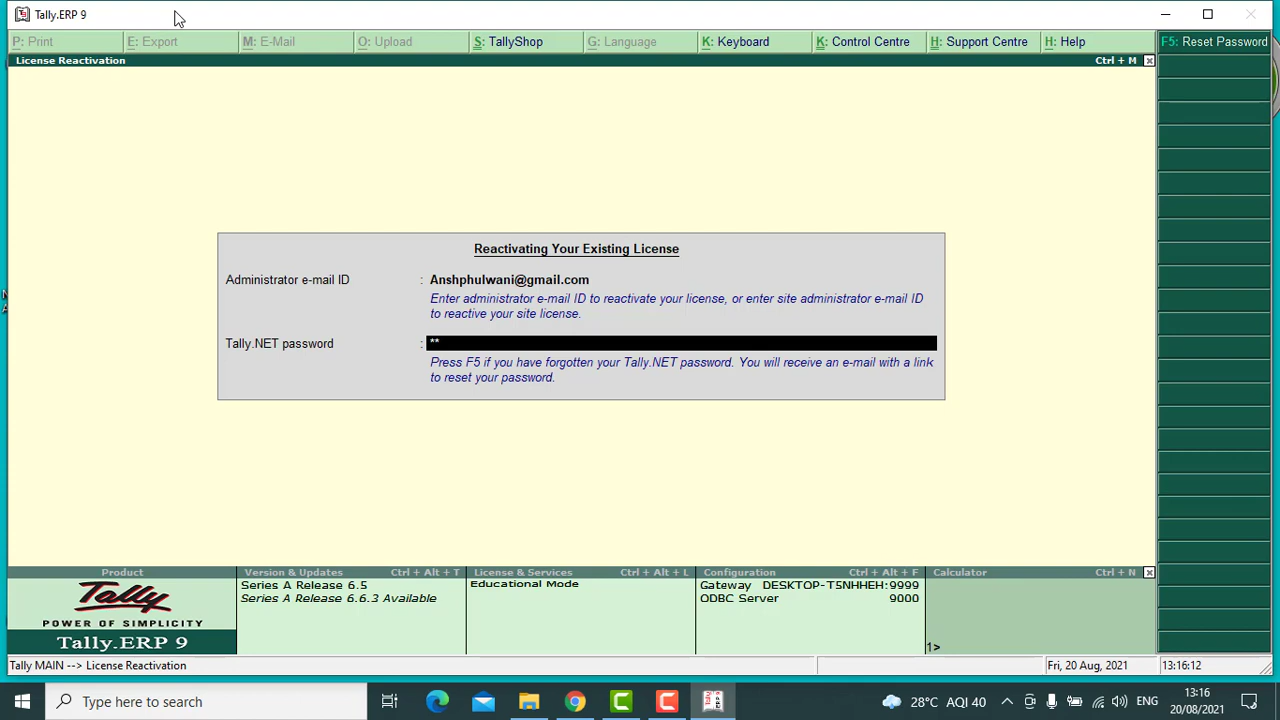 Tally.ERP 9
P: Print E: Export M: E-Mail O: Upload S: TallyShop G: Language K: Keyboard K: Control Centre H: Support Centre H: Help F5: Reset Password
License Reactivation Ctrl + M
Reactivating Your Existing License
Administrator e-mail ID : Anshphulwani@gmail.com
Enter administrator e-mail ID to reactivate your license, or enter site administrator e-mail ID
to reactive your site license.
Tally.NET password : **
Press F5 if you have forgotten your Tally.NET password. You will receive an e-mail with a link
to reset your password.
Product Version & Updates Ctrl + Alt + T License & Services Ctrl + Alt + L Configuration Ctrl + Alt + F Calculator Ctrl + N
Tally
POWER OF SIMPLICITY
Tally.ERP 9
Series A Release 6.5
Series A Release 6.6.3 Available
Educational Mode
Gateway DESKTOP-T5NHHEH:9999
ODBC Server 9000
1>
Tally MAIN --> License Reactivation Fri, 20 Aug, 2021 13:16:12
Type here to search 28°C AQI 40 ENG 13:16
20/08/2021